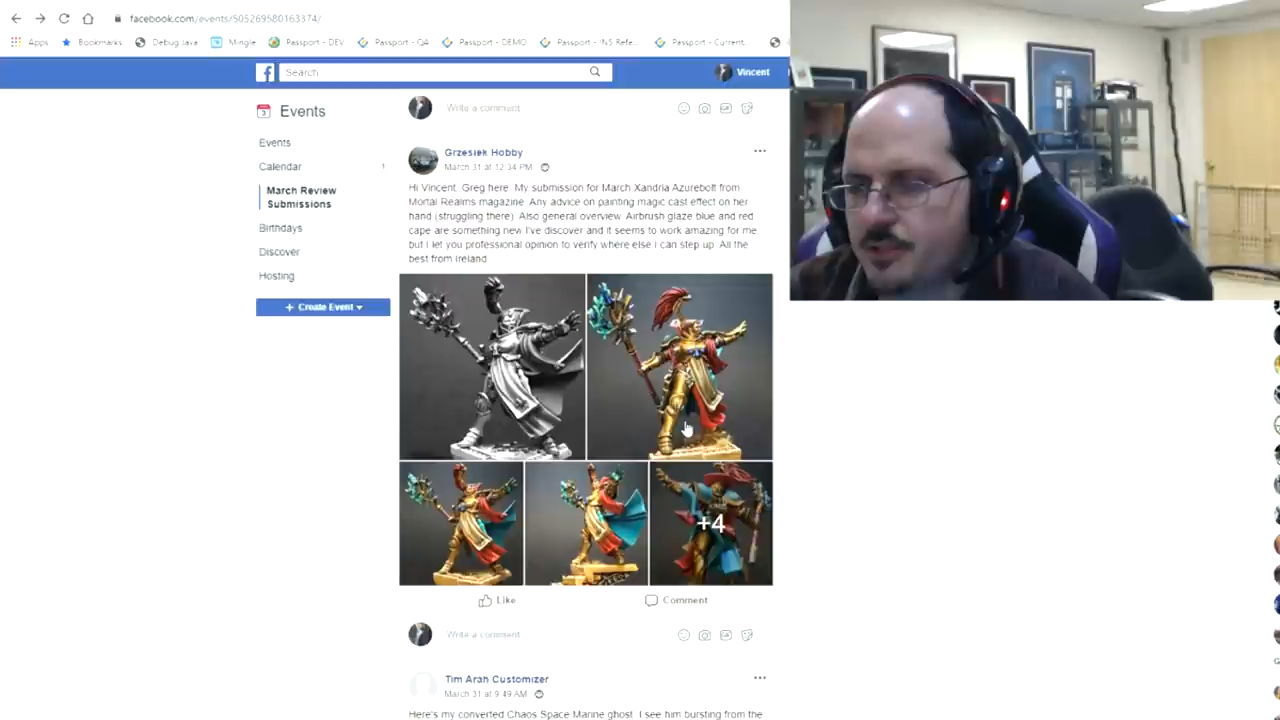 facebook.com/events/505269580163374/
Apps Bookmarks Debug Java Mingle Passport - DEV Passport - QA Passport - DEMO Passport - INS Refe... Passport - Current...
Search
Vincent
Events
Events
Calendar 1
March Review
Submissions
Birthdays
Discover
Hosting
+ Create Event
Write a comment
Grzesiek Hobby
March 31 at 12:34 PM
Hi Vincent. Greg here. My submission for March Xandria Azurebolt from
Mortal Realms magazine. Any advice on painting magic cast effect on her
hand (struggling there). Also general overview. Airbrush glaze blue and red
cape are something new I've discover and it seems to work amazing for me
but I let you professional opinion to verify where else I can step up. All the
best from Ireland
+4
Like Comment
Write a comment
Tim Arah Customizer
March 31 at 9:49 AM
Here's my converted Chaos Space Marine ghost. I see him bursting from the